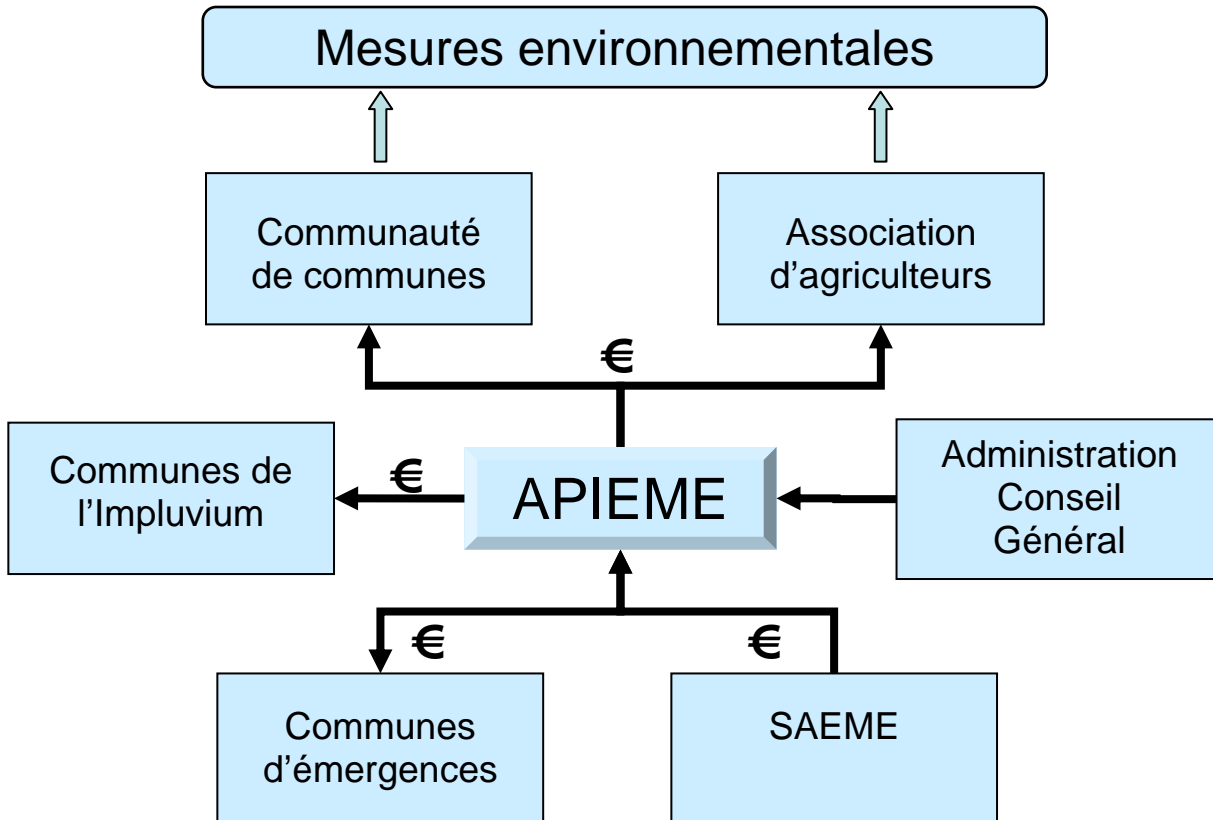 Mesures environnementales
Communauté
de communes
Association
d’agriculteurs
€
Communes de
l’Impluvium
€
APIEME
Administration
Conseil
Général
€
€
Communes
d’émergences
SAEME